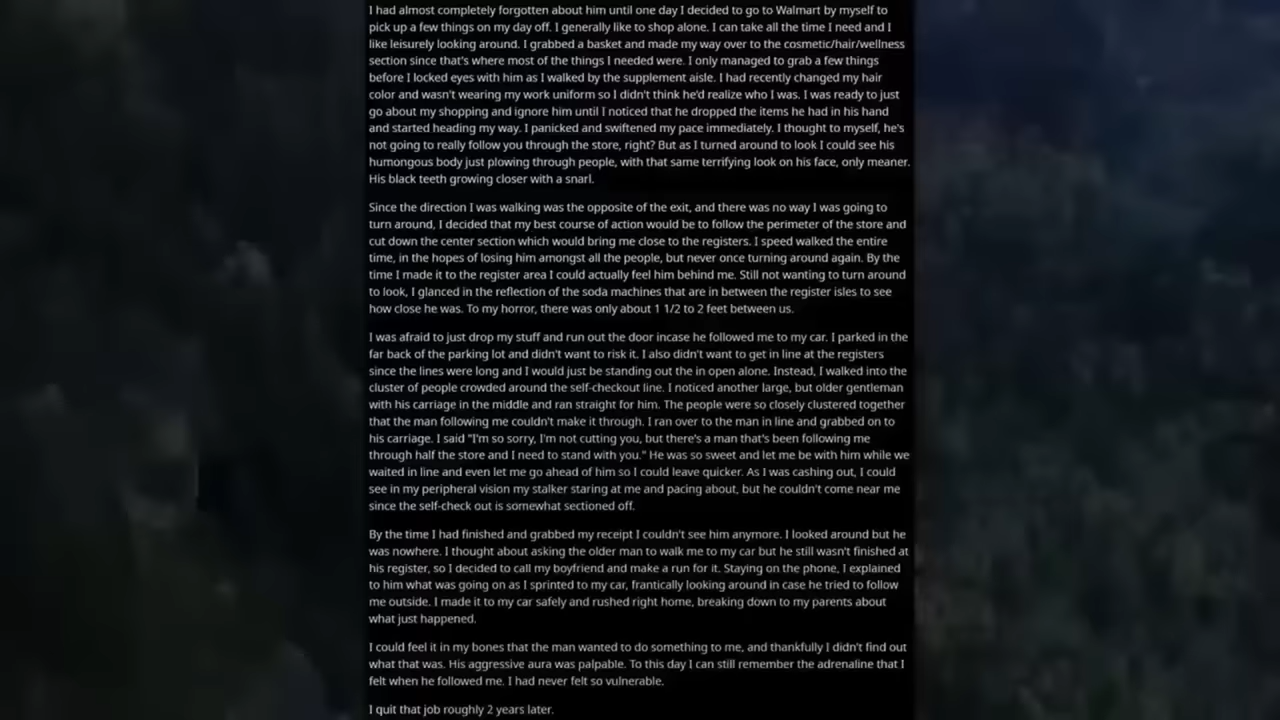 I had almost completely forgotten about him until one day I decided to go to Walmart by myself to
pick up a few things on my day off. I generally like to shop alone. I can take all the time I need and I
like leisurely looking around. I grabbed a basket and made my way over to the cosmetic/hair/wellness
section since that's where most of the things I needed were. I only managed to grab a few things
before I locked eyes with him as I walked by the supplement aisle. I had recently changed my hair
color and wasn't wearing my work uniform so I didn't think he'd realize who I was. I was ready to just
go about my shopping and ignore him until I noticed that he dropped the items he had in his hand
and started heading my way. I panicked and swiftened my pace immediately. I thought to myself, he's
not going to really follow you through the store, right? But as I turned around to look I could see his
humongous body just plowing through people, with that same terrifying look on his face, only meaner.
His black teeth growing closer with a snarl.
Since the direction I was walking was the opposite of the exit, and there was no way I was going to
turn around, I decided that my best course of action would be to follow the perimeter of the store and
cut down the center section which would bring me close to the registers. I speed walked the entire
time, in the hopes of losing him amongst all the people, but never once turning around again. By the
time I made it to the register area I could actually feel him behind me. Still not wanting to turn around
to look, I glanced in the reflection of the soda machines that are in between the register isles to see
how close he was. To my horror, there was only about 1 1/2 to 2 feet between us.
I was afraid to just drop my stuff and run out the door incase he followed me to my car. I parked in the
far back of the parking lot and didn't want to risk it. I also didn't want to get in line at the registers
since the lines were long and I would just be standing out the in open alone. Instead, I walked into the
cluster of people crowded around the self-checkout line. I noticed another large, but older gentleman
with his carriage in the middle and ran straight for him. The people were so closely clustered together
that the man following me couldn't make it through. I ran over to the man in line and grabbed on to
his carriage. I said "I'm so sorry, I'm not cutting you, but there's a man that's been following me
through half the store and I need to stand with you." He was so sweet and let me be with him while we
waited in line and even let me go ahead of him so I could leave quicker. As I was cashing out, I could
see in my peripheral vision my stalker staring at me and pacing about, but he couldn't come near me
since the self-check out is somewhat sectioned off.
By the time I had finished and grabbed my receipt I couldn't see him anymore. I looked around but he
was nowhere. I thought about asking the older man to walk me to my car but he still wasn't finished at
his register, so I decided to call my boyfriend and make a run for it. Staying on the phone, I explained
to him what was going on as I sprinted to my car, frantically looking around in case he tried to follow
me outside. I made it to my car safely and rushed right home, breaking down to my parents about
what just happened.
I could feel it in my bones that the man wanted to do something to me, and thankfully I didn't find out
what that was. His aggressive aura was palpable. To this day I can still remember the adrenaline that I
felt when he followed me. I had never felt so vulnerable.
I quit that job roughly 2 years later.